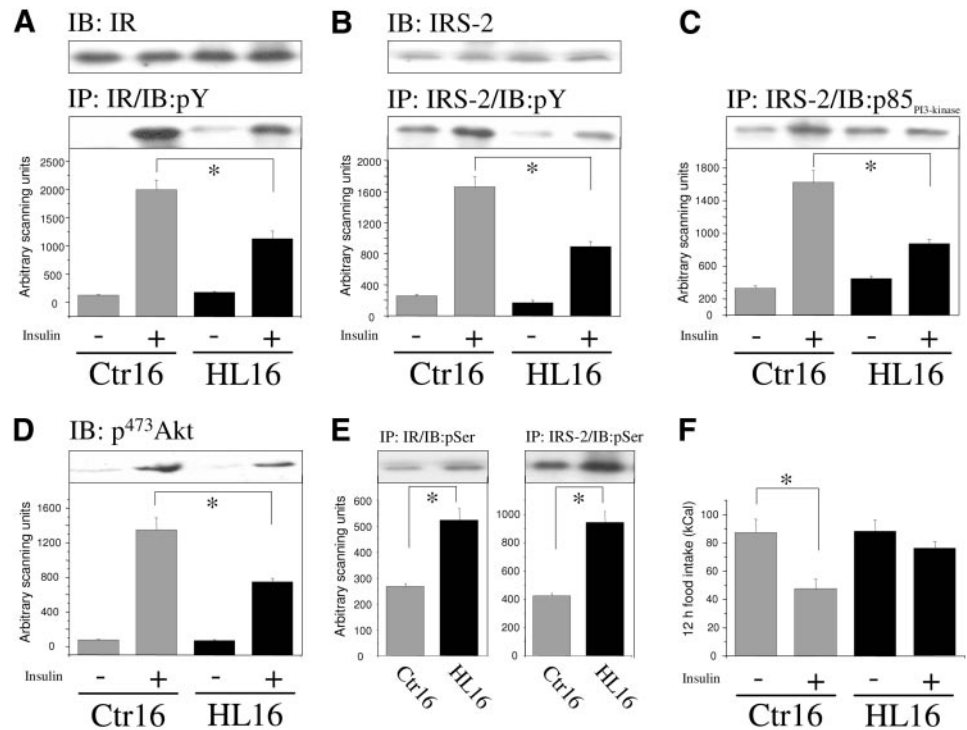 A IB: IR
IP: IR/IB:pY
Arbitrary scanning units
2500
2000
1500
1000
500
0
*
Insulin - + - +
Ctr16 HL16
B IB: IRS-2
IP: IRS-2/IB:pY
Arbitrary scanning units
2000
1600
1200
800
400
0
*
- + - +
Ctr16 HL16
C
IP: IRS-2/IB:p85PI3-kinase
Arbitrary scanning units
1800
1400
1000
600
200
0
*
Insulin - + - +
Ctr16 HL16
D IB: p473Akt
Arbitrary scanning units
1600
1200
800
400
0
*
Insulin - + - +
Ctr16 HL16
E IP: IR/IB:pSer
Arbitrary scanning units
600
500
400
300
200
100
0
*
Ctr16 HL16
IP: IRS-2/IB:pSer
1000
800
600
400
200
0
*
Ctr16 HL16
F
12 h food intake (kCal)
100
80
60
40
20
0
*
Insulin - + - +
Ctr16 HL16